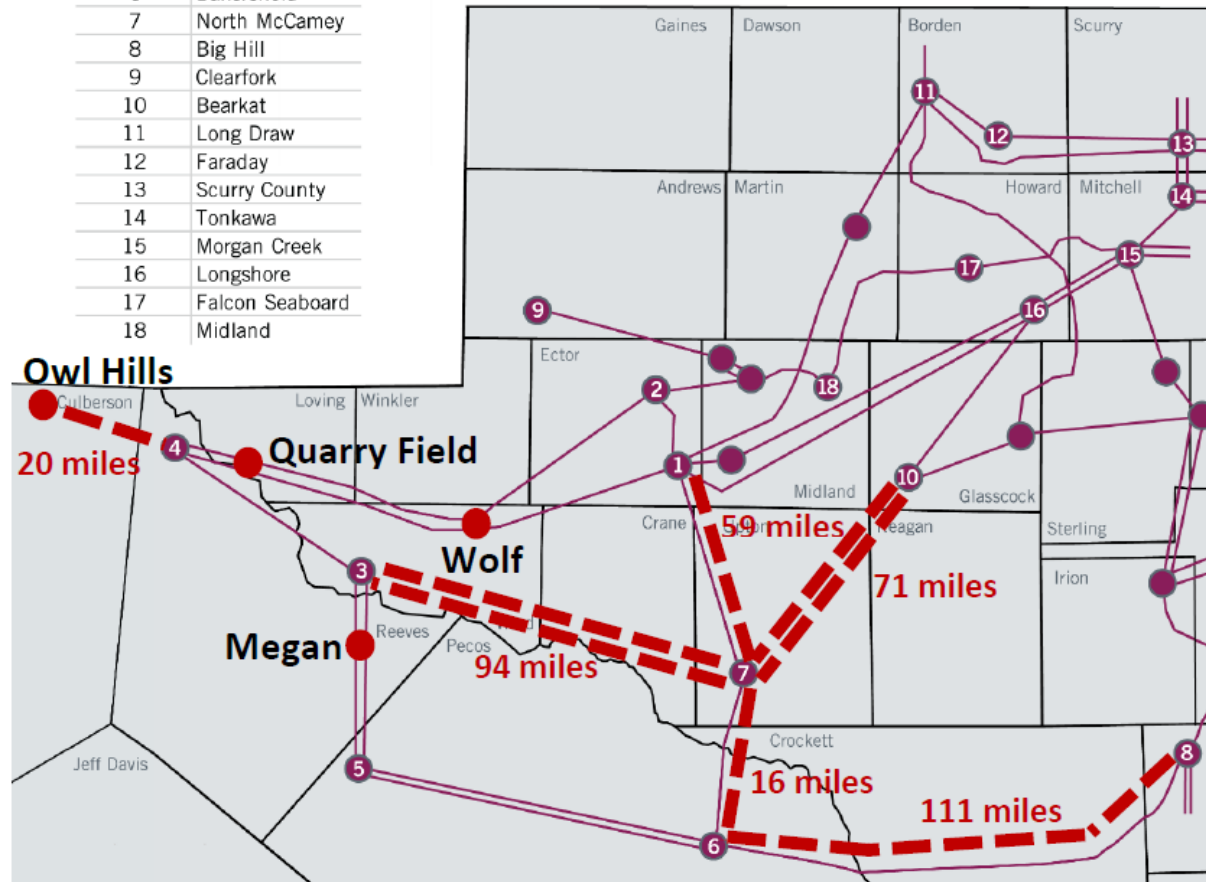 7 North McCamey
8 Big Hill
9 Clearfork
10 Bearkat
11 Long Draw
12 Faraday
13 Scurry County
14 Tonkawa
15 Morgan Creek
16 Longshore
17 Falcon Seaboard
18 Midland
Gaines
Dawson
Borden
Scurry
11
12
13
Andrews
Martin
Howard
Mitchell
14
15
17
9
16
Ector
Owl Hills
Culberson
Loving
Winkler
2
18
4
Quarry Field
20 miles
1
10
Midland
Glasscock
Crane
Upton
59 miles
Reagan
Sterling
Wolf
3
71 miles
Irion
Reeves
Megan
Pecos
94 miles
7
Crockett
Jeff Davis
5
16 miles
8
111 miles
6